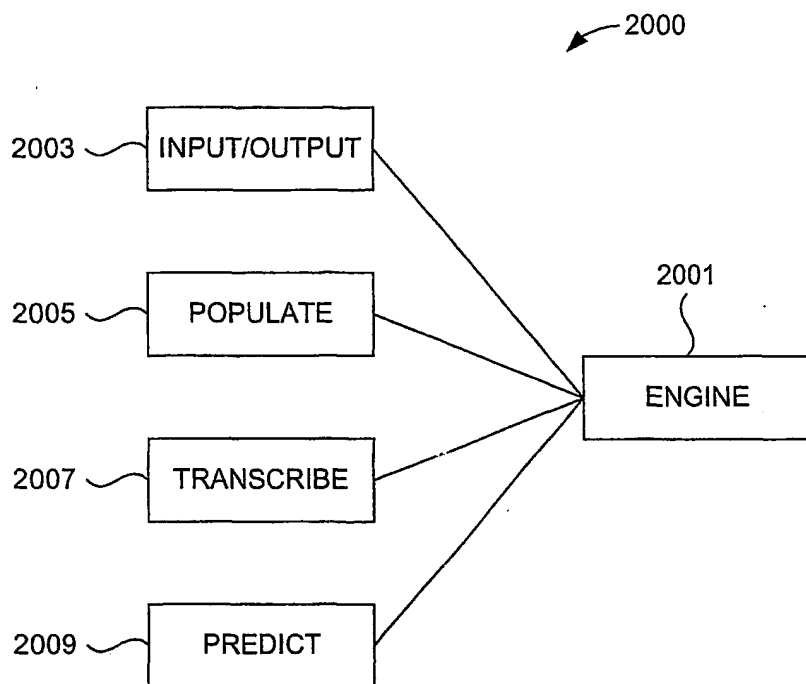 2000
2003 INPUT/OUTPUT
2001
2005 POPULATE
ENGINE
2007 TRANSCRIBE
2009 PREDICT